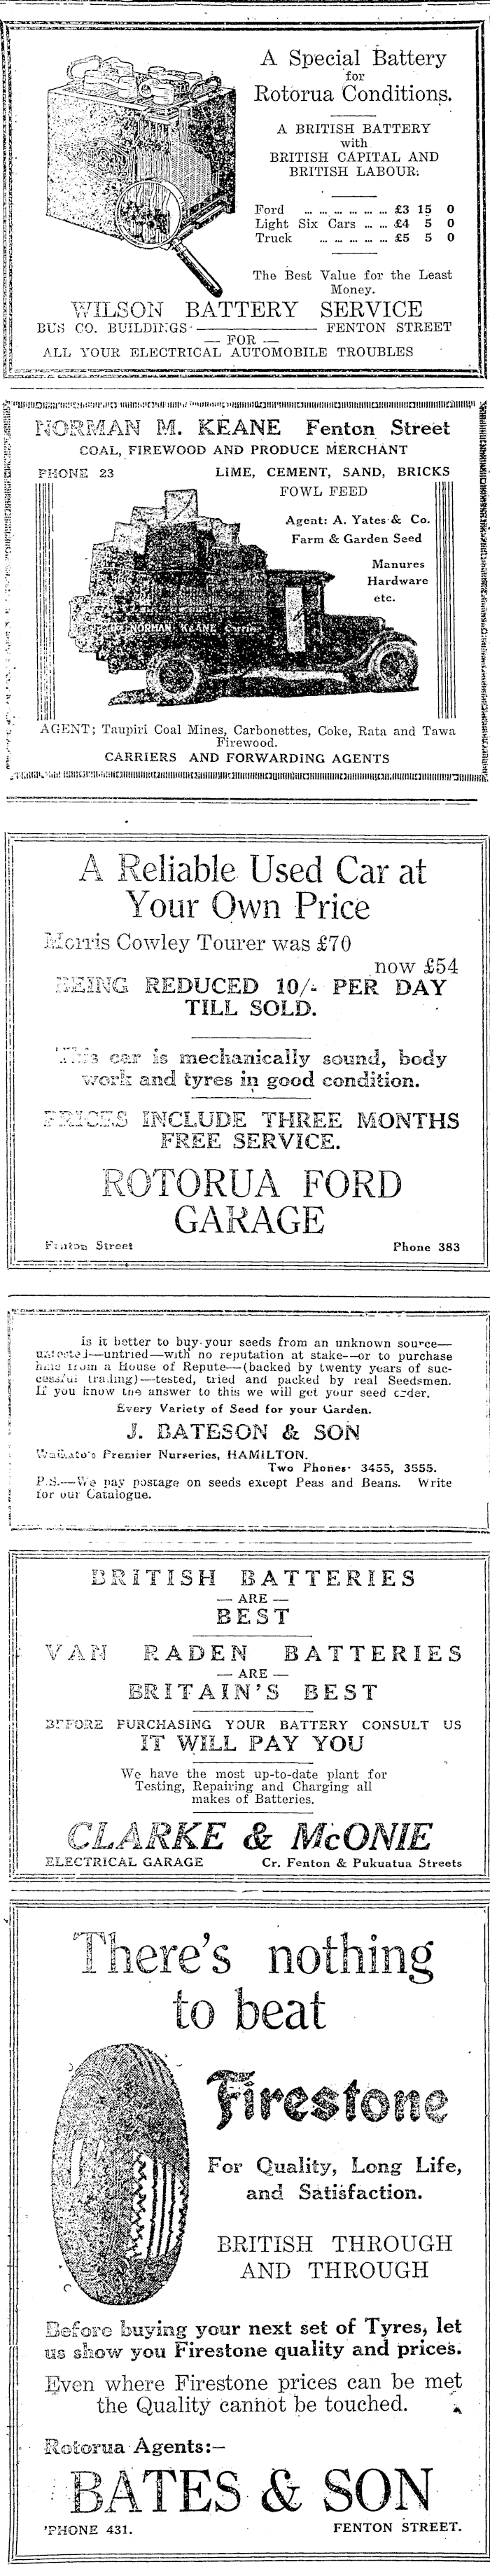 A Special Battery
for
Rotorua Conditions.
A BRITISH BATTERY
with
BRITISH CAPITAL AND
BRITISH LABOUR.
Ford ... ... ... ... ... ... £3 15 0
Light Six Cars ... ... £4 5 0
Truck ... ... ... ... ... £5 5 0
The Best Value for the Least
Money.
WILSON BATTERY SERVICE
BUS CO. BUILDINGS — FENTON STREET
— FOR —
ALL YOUR ELECTRICAL AUTOMOBILE TROUBLES
NORMAN M. KEANE Fenton Street
COAL, FIREWOOD AND PRODUCE MERCHANT
PHONE 23 LIME, CEMENT, SAND, BRICKS
FOWL FEED
Agent: A. Yates & Co.
Farm & Garden Seed
Manures
Hardware
etc.
NORMAN KEANE Carrier
AGENT; Taupiri Coal Mines, Carbonettes, Coke, Rata and Tawa
Firewood.
CARRIERS AND FORWARDING AGENTS
A Reliable Used Car at
Your Own Price
Morris Cowley Tourer was £70
now £54
BEING REDUCED 10/- PER DAY
TILL SOLD.
This car is mechanically sound, body
work and tyres in good condition.
PRICES INCLUDE THREE MONTHS
FREE SERVICE.
ROTORUA FORD
GARAGE
Fenton Street Phone 383
Is it better to buy your seeds from an unknown source—
untested—untried—with no reputation at stake—or to purchase
same from a House of Repute—(backed by twenty years of suc-
cessful trading)—tested, tried and packed by real Seedsmen.
If you know the answer to this we will get your seed order.
Every Variety of Seed for your Garden.
J. BATESON & SON
Waikato's Premier Nurseries, HAMILTON.
Two Phones: 3455, 3555.
P.S.—We pay postage on seeds except Peas and Beans. Write
for our Catalogue.
BRITISH BATTERIES
— ARE —
BEST
VAN RADEN BATTERIES
— ARE —
BRITAIN'S BEST
BEFORE PURCHASING YOUR BATTERY CONSULT US
IT WILL PAY YOU
We have the most up-to-date plant for
Testing, Repairing and Charging all
makes of Batteries.
CLARKE & McONIE
ELECTRICAL GARAGE Cr. Fenton & Pukuatua Streets
There's nothing
to beat
Firestone
For Quality, Long Life,
and Satisfaction.
BRITISH THROUGH
AND THROUGH
Before buying your next set of Tyres, let
us show you Firestone quality and prices.
Even where Firestone prices can be met
the Quality cannot be touched.
Rotorua Agents:—
BATES & SON
'PHONE 431. FENTON STREET.